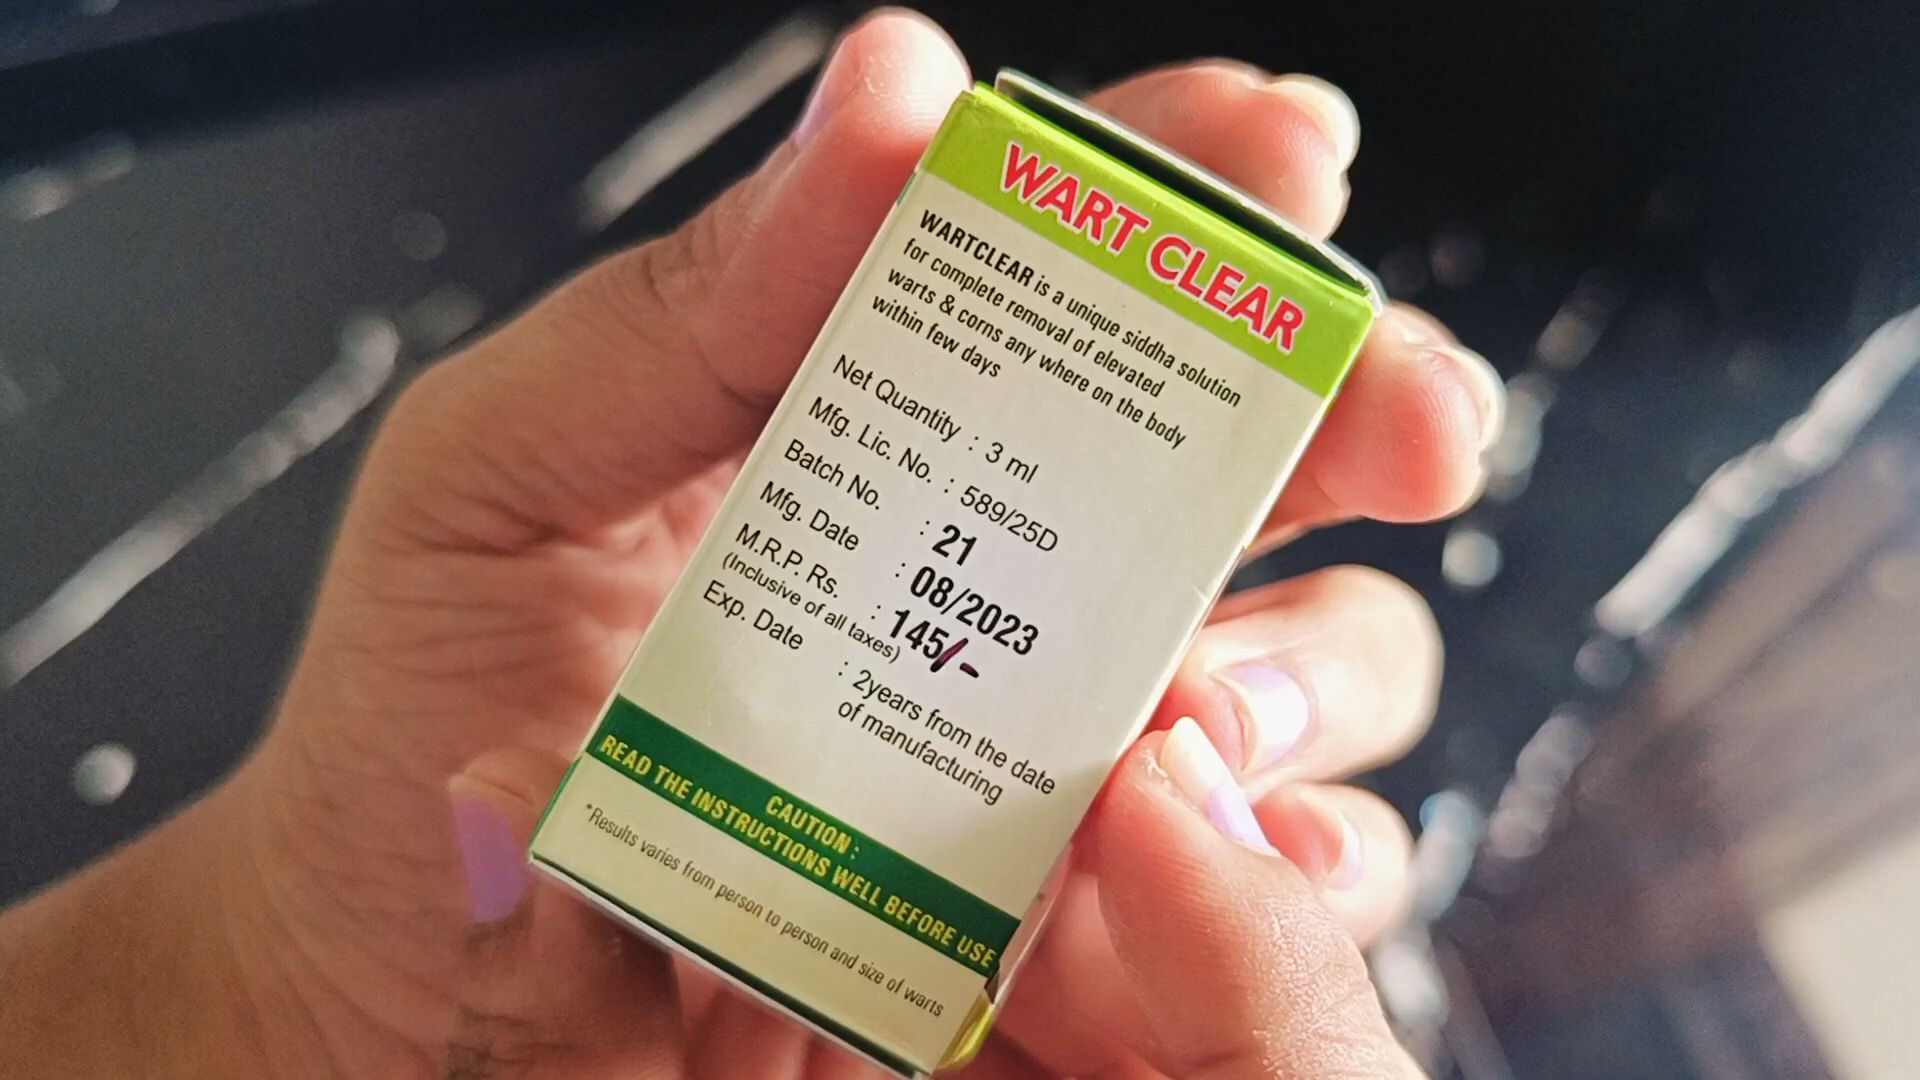 WART CLEAR
WARTCLEAR is a unique siddha solution
for complete removal of elevated
warts & corns any where on the body
within few days
Net Quantity : 3 ml
Mfg. Lic. No. : 589/25D
Batch No. : 21
Mfg. Date : 08/2023
M.R.P. Rs. : 145/-
(Inclusive of all taxes)
Exp. Date : 2years from the date
of manufacturing
CAUTION :
READ THE INSTRUCTIONS WELL BEFORE USE
*Results varies from person to person and size of warts